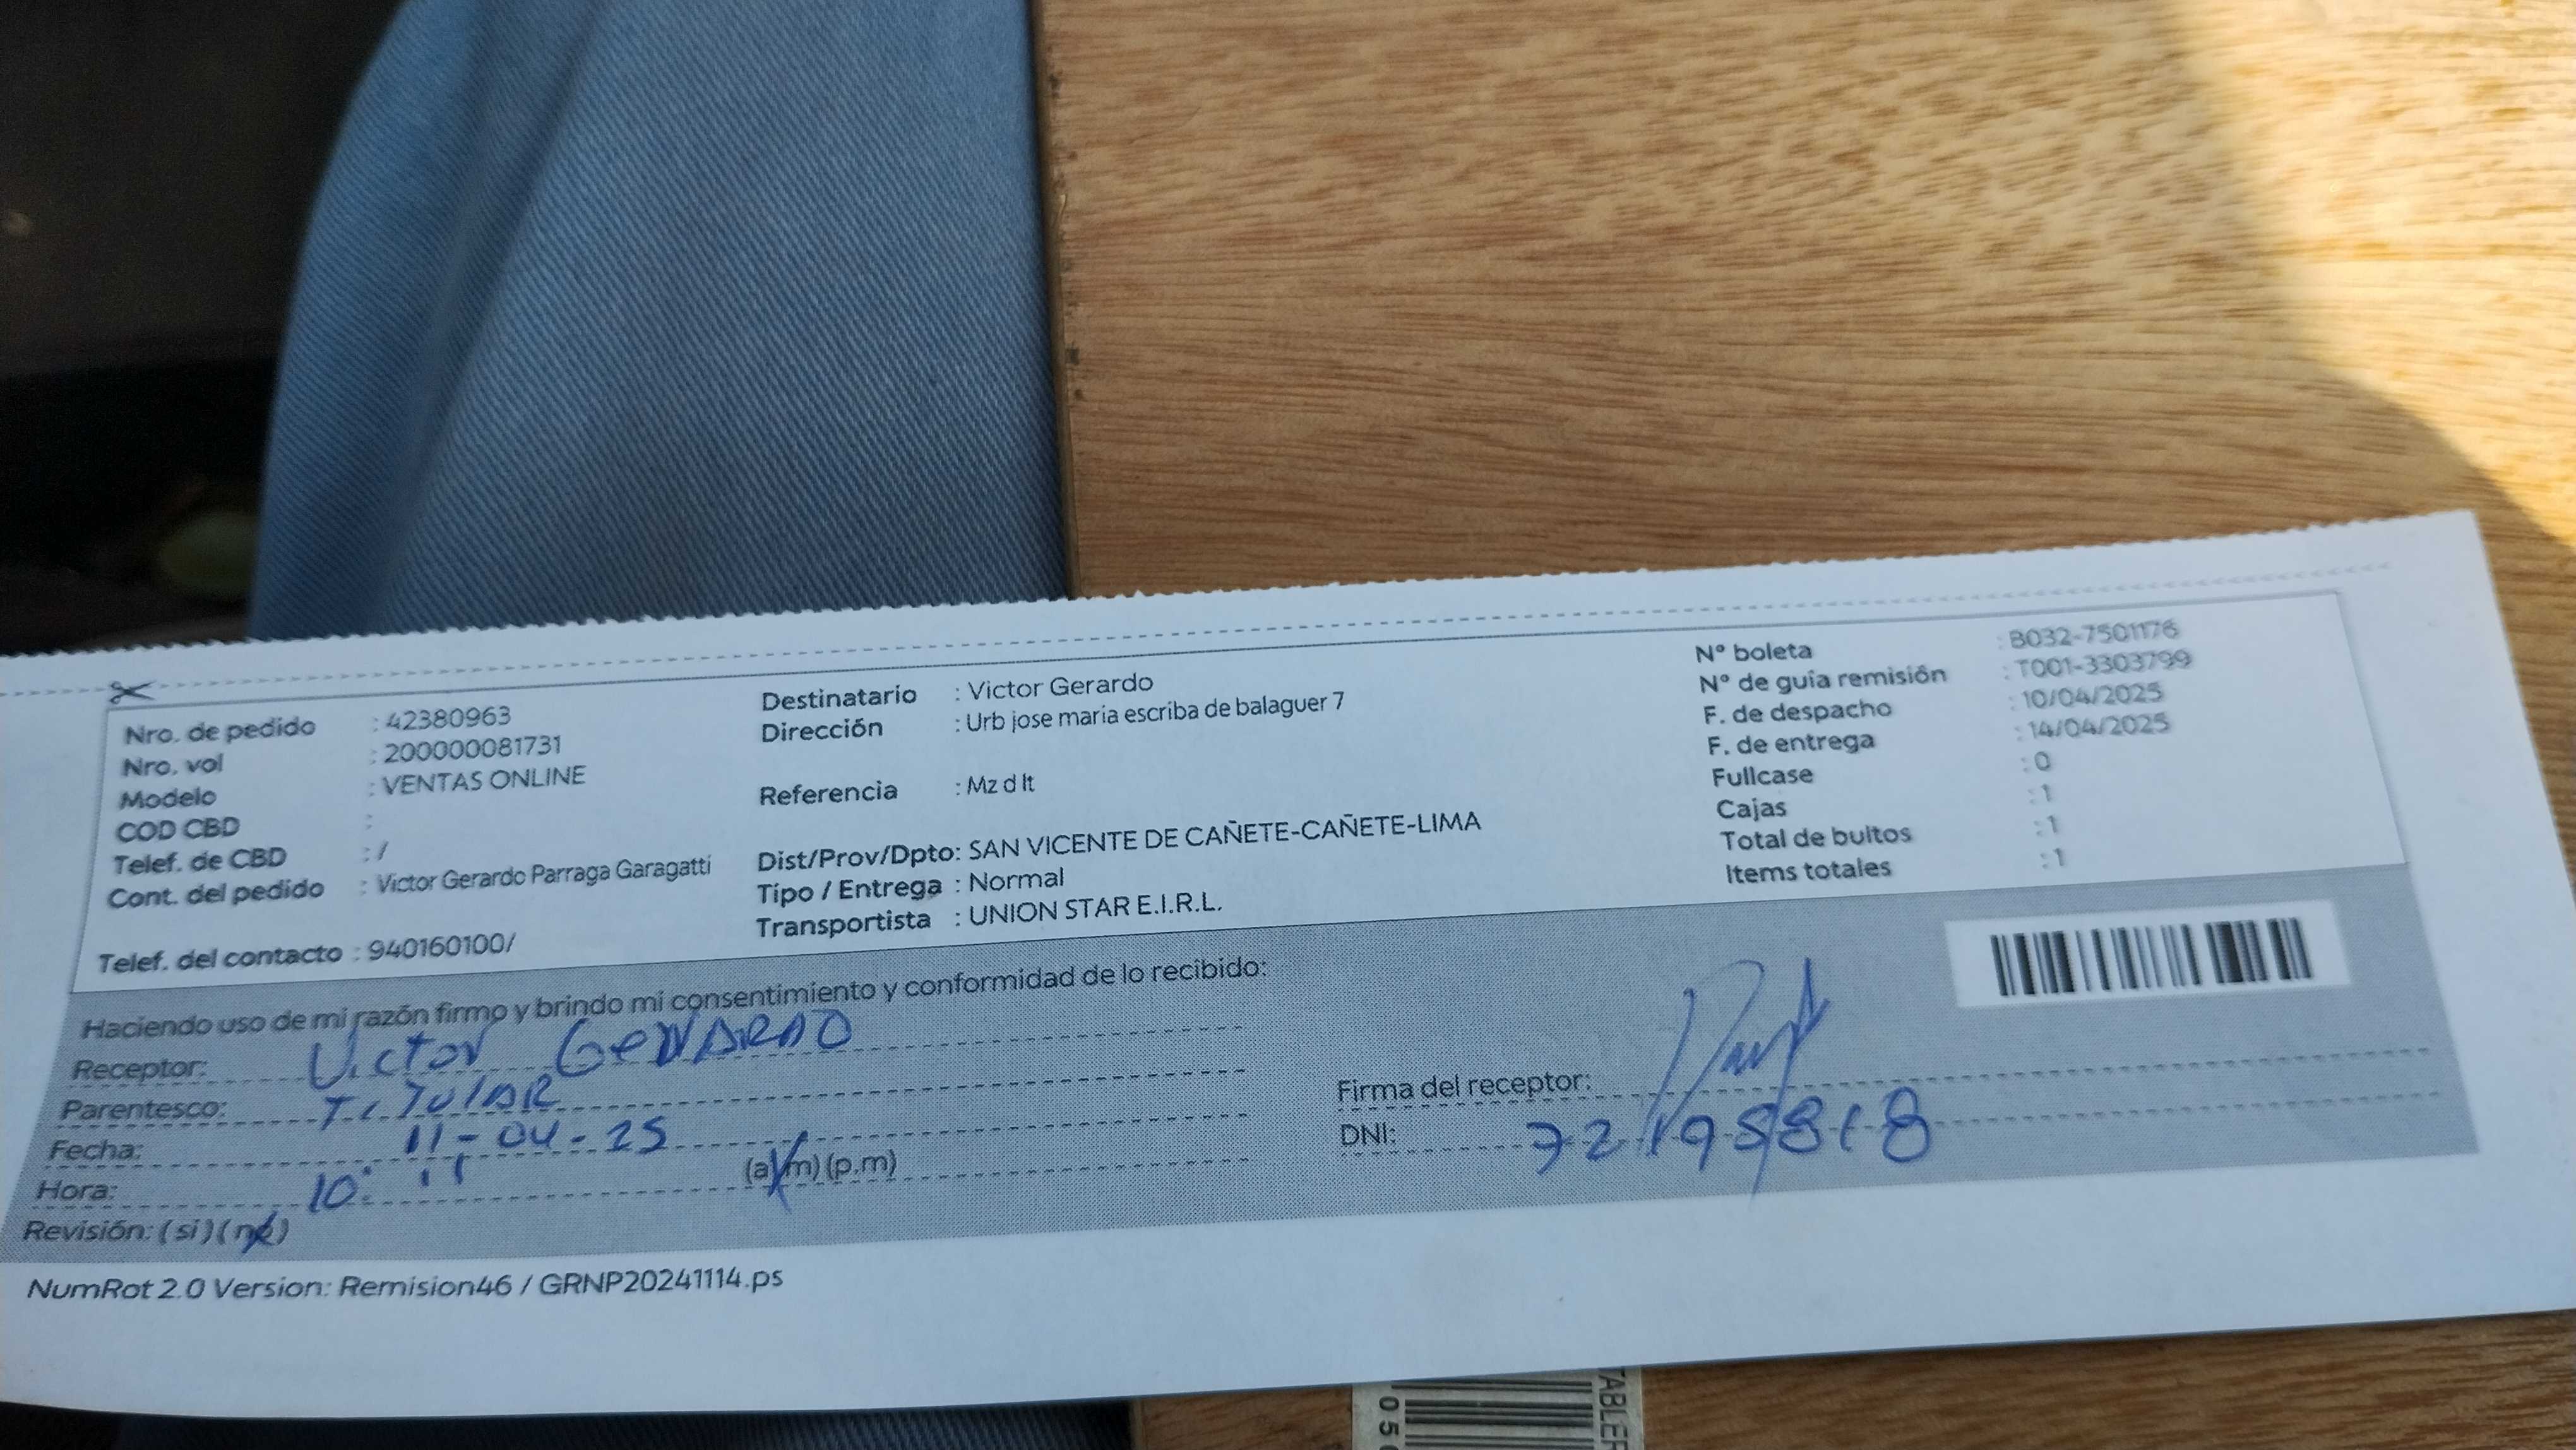 Nro. de pedido : 42380963
Nro. vol : 200000081731
Modelo : VENTAS ONLINE
COD CBD :
Telef. de CBD : /
Cont. del pedido : Victor Gerardo Parraga Garagatti
Telef. del contacto : 940160100/
Destinatario : Victor Gerardo
Dirección : Urb jose maria escriba de balaguer 7
Referencia : Mz d lt
Dist/Prov/Dpto: SAN VICENTE DE CAÑETE-CAÑETE-LIMA
Tipo / Entrega : Normal
Transportista : UNION STAR E.I.R.L.
N° boleta : B032-7501176
N° de guía remisión : T001-3303799
F. de despacho : 10/04/2025
F. de entrega : 14/04/2025
Fullcase : 0
Cajas : 1
Total de bultos : 1
Items totales : 1
Haciendo uso de mi razón firmo y brindo mi consentimiento y conformidad de lo recibido:
Receptor: Victor GeNARDO
Parentesco: TiTulAR
Fecha: 11-04-25
Hora: 10: 11 (a.m) (p.m)
Revisión: (si) (no)
Firma del receptor:
DNI: 72195818
NumRot 2.0 Version: Remision46 / GRNP20241114.ps